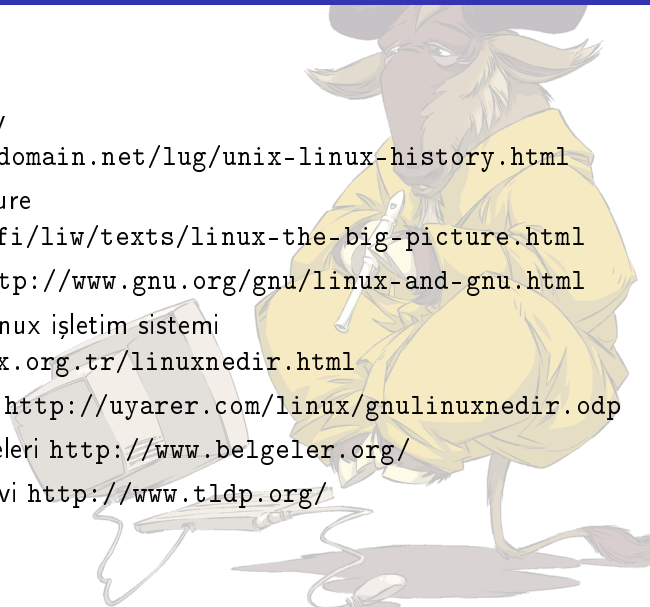 y
domain.net/lug/unix-linux-history.html
ure
fi/liw/texts/linux-the-big-picture.html
tp://www.gnu.org/gnu/linux-and-gnu.html
nux işletim sistemi
x.org.tr/linuxnedir.html
http://uyarer.com/linux/gnulinuxnedir.odp
eleri http://www.belgeler.org/
vi http://www.tldp.org/